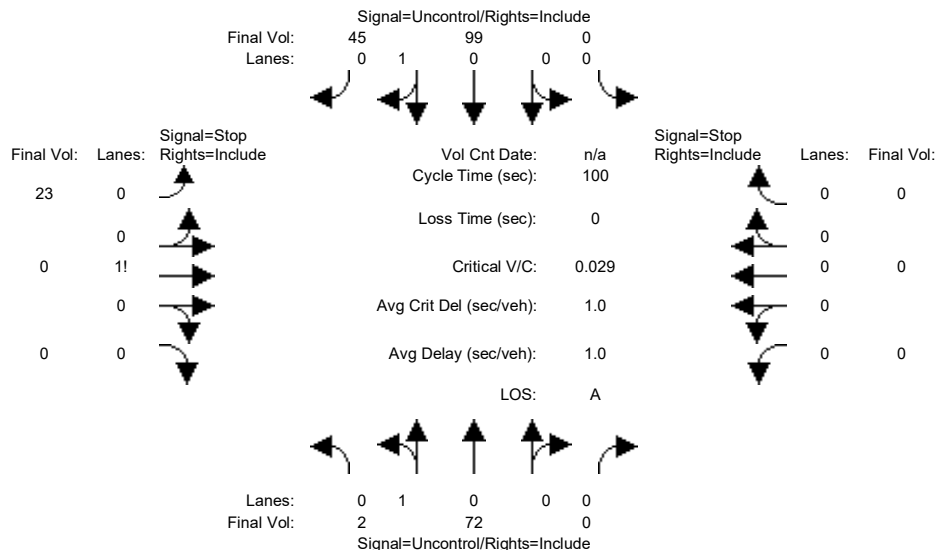 Signal=Uncontrol/Rights=Include
Final Vol: 45 99 0
Lanes: 0 1 0 0 0
Signal=Stop Signal=Stop
Final Vol: Lanes: Rights=Include Vol Cnt Date: n/a Rights=Include Lanes: Final Vol:
Cycle Time (sec): 100
23 0 0 0
Loss Time (sec): 0
0 0
0 1! Critical V/C: 0.029 0 0
0 Avg Crit Del (sec/veh): 1.0 0
0 0 Avg Delay (sec/veh): 1.0 0 0
LOS: A
Lanes: 0 1 0 0 0
Final Vol: 2 72 0
Signal=Uncontrol/Rights=Include